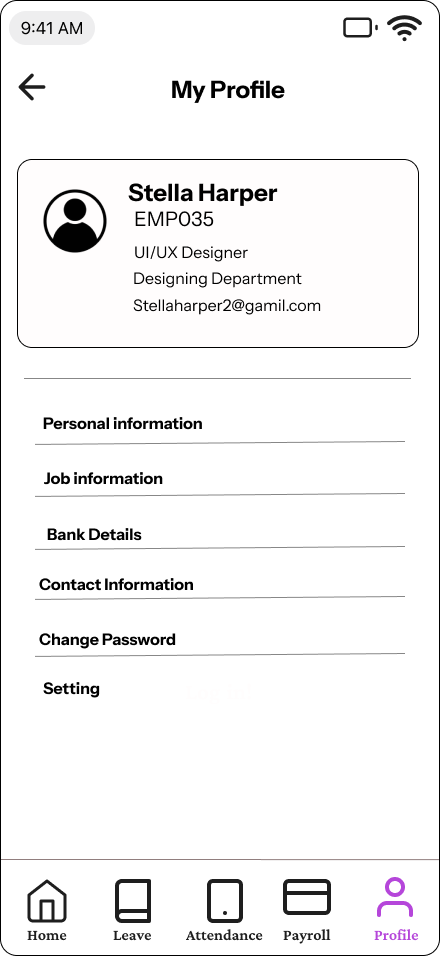 9:41 AM
My Profile
Stella Harper
EMP035
UI/UX Designer
Designing Department
Stellaharper2@gamil.com
Personal information
Job information
Bank Details
Contact Information
Change Password
Setting
Home Leave Attendance Payroll Profile